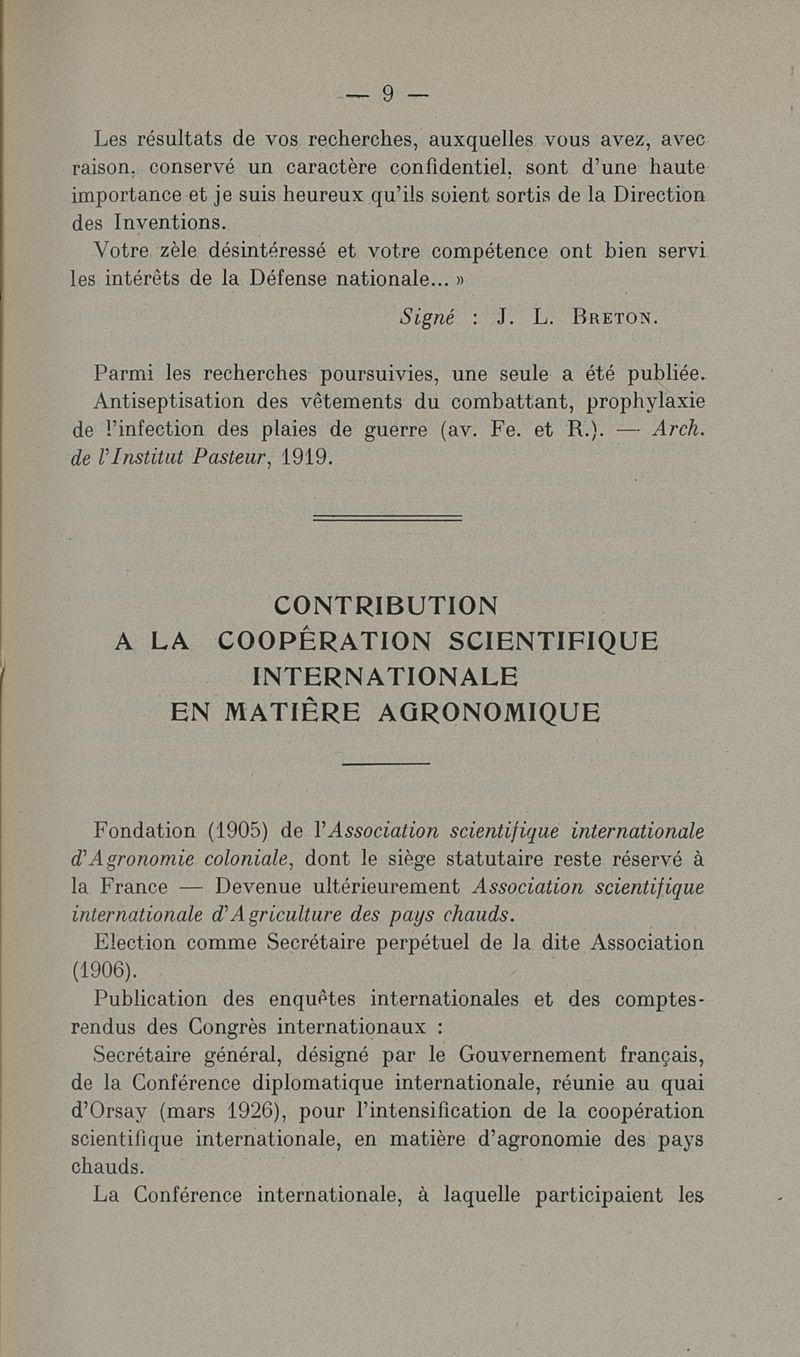 — 9 —
Les résultats de vos recherches, auxquelles vous avez, avec
raison, conservé un caractère confidentiel, sont d'une haute
importance et je suis heureux qu'ils soient sortis de la Direction
des Inventions.
Votre zèle désintéressé et votre compétence ont bien servi
les intérêts de la Défense nationale... »
Signé : J. L. BRETON.
Parmi les recherches poursuivies, une seule a été publiée.
Antiseptisation des vêtements du combattant, prophylaxie
de l'infection des plaies de guerre (av. Fe. et R.). — Arch.
de l'Institut Pasteur, 1919.
CONTRIBUTION
A LA COOPÉRATION SCIENTIFIQUE
INTERNATIONALE
EN MATIÈRE AGRONOMIQUE
Fondation (1905) de l'Association scientifique internationale
d'Agronomie coloniale, dont le siège statutaire reste réservé à
la France — Devenue ultérieurement Association scientifique
internationale d'Agriculture des pays chauds.
Election comme Secrétaire perpétuel de la dite Association
(1906).
Publication des enquêtes internationales et des comptes-
rendus des Congrès internationaux :
Secrétaire général, désigné par le Gouvernement français,
de la Conférence diplomatique internationale, réunie au quai
d'Orsay (mars 1926), pour l'intensification de la coopération
scientifique internationale, en matière d'agronomie des pays
chauds.
La Conférence internationale, à laquelle participaient les